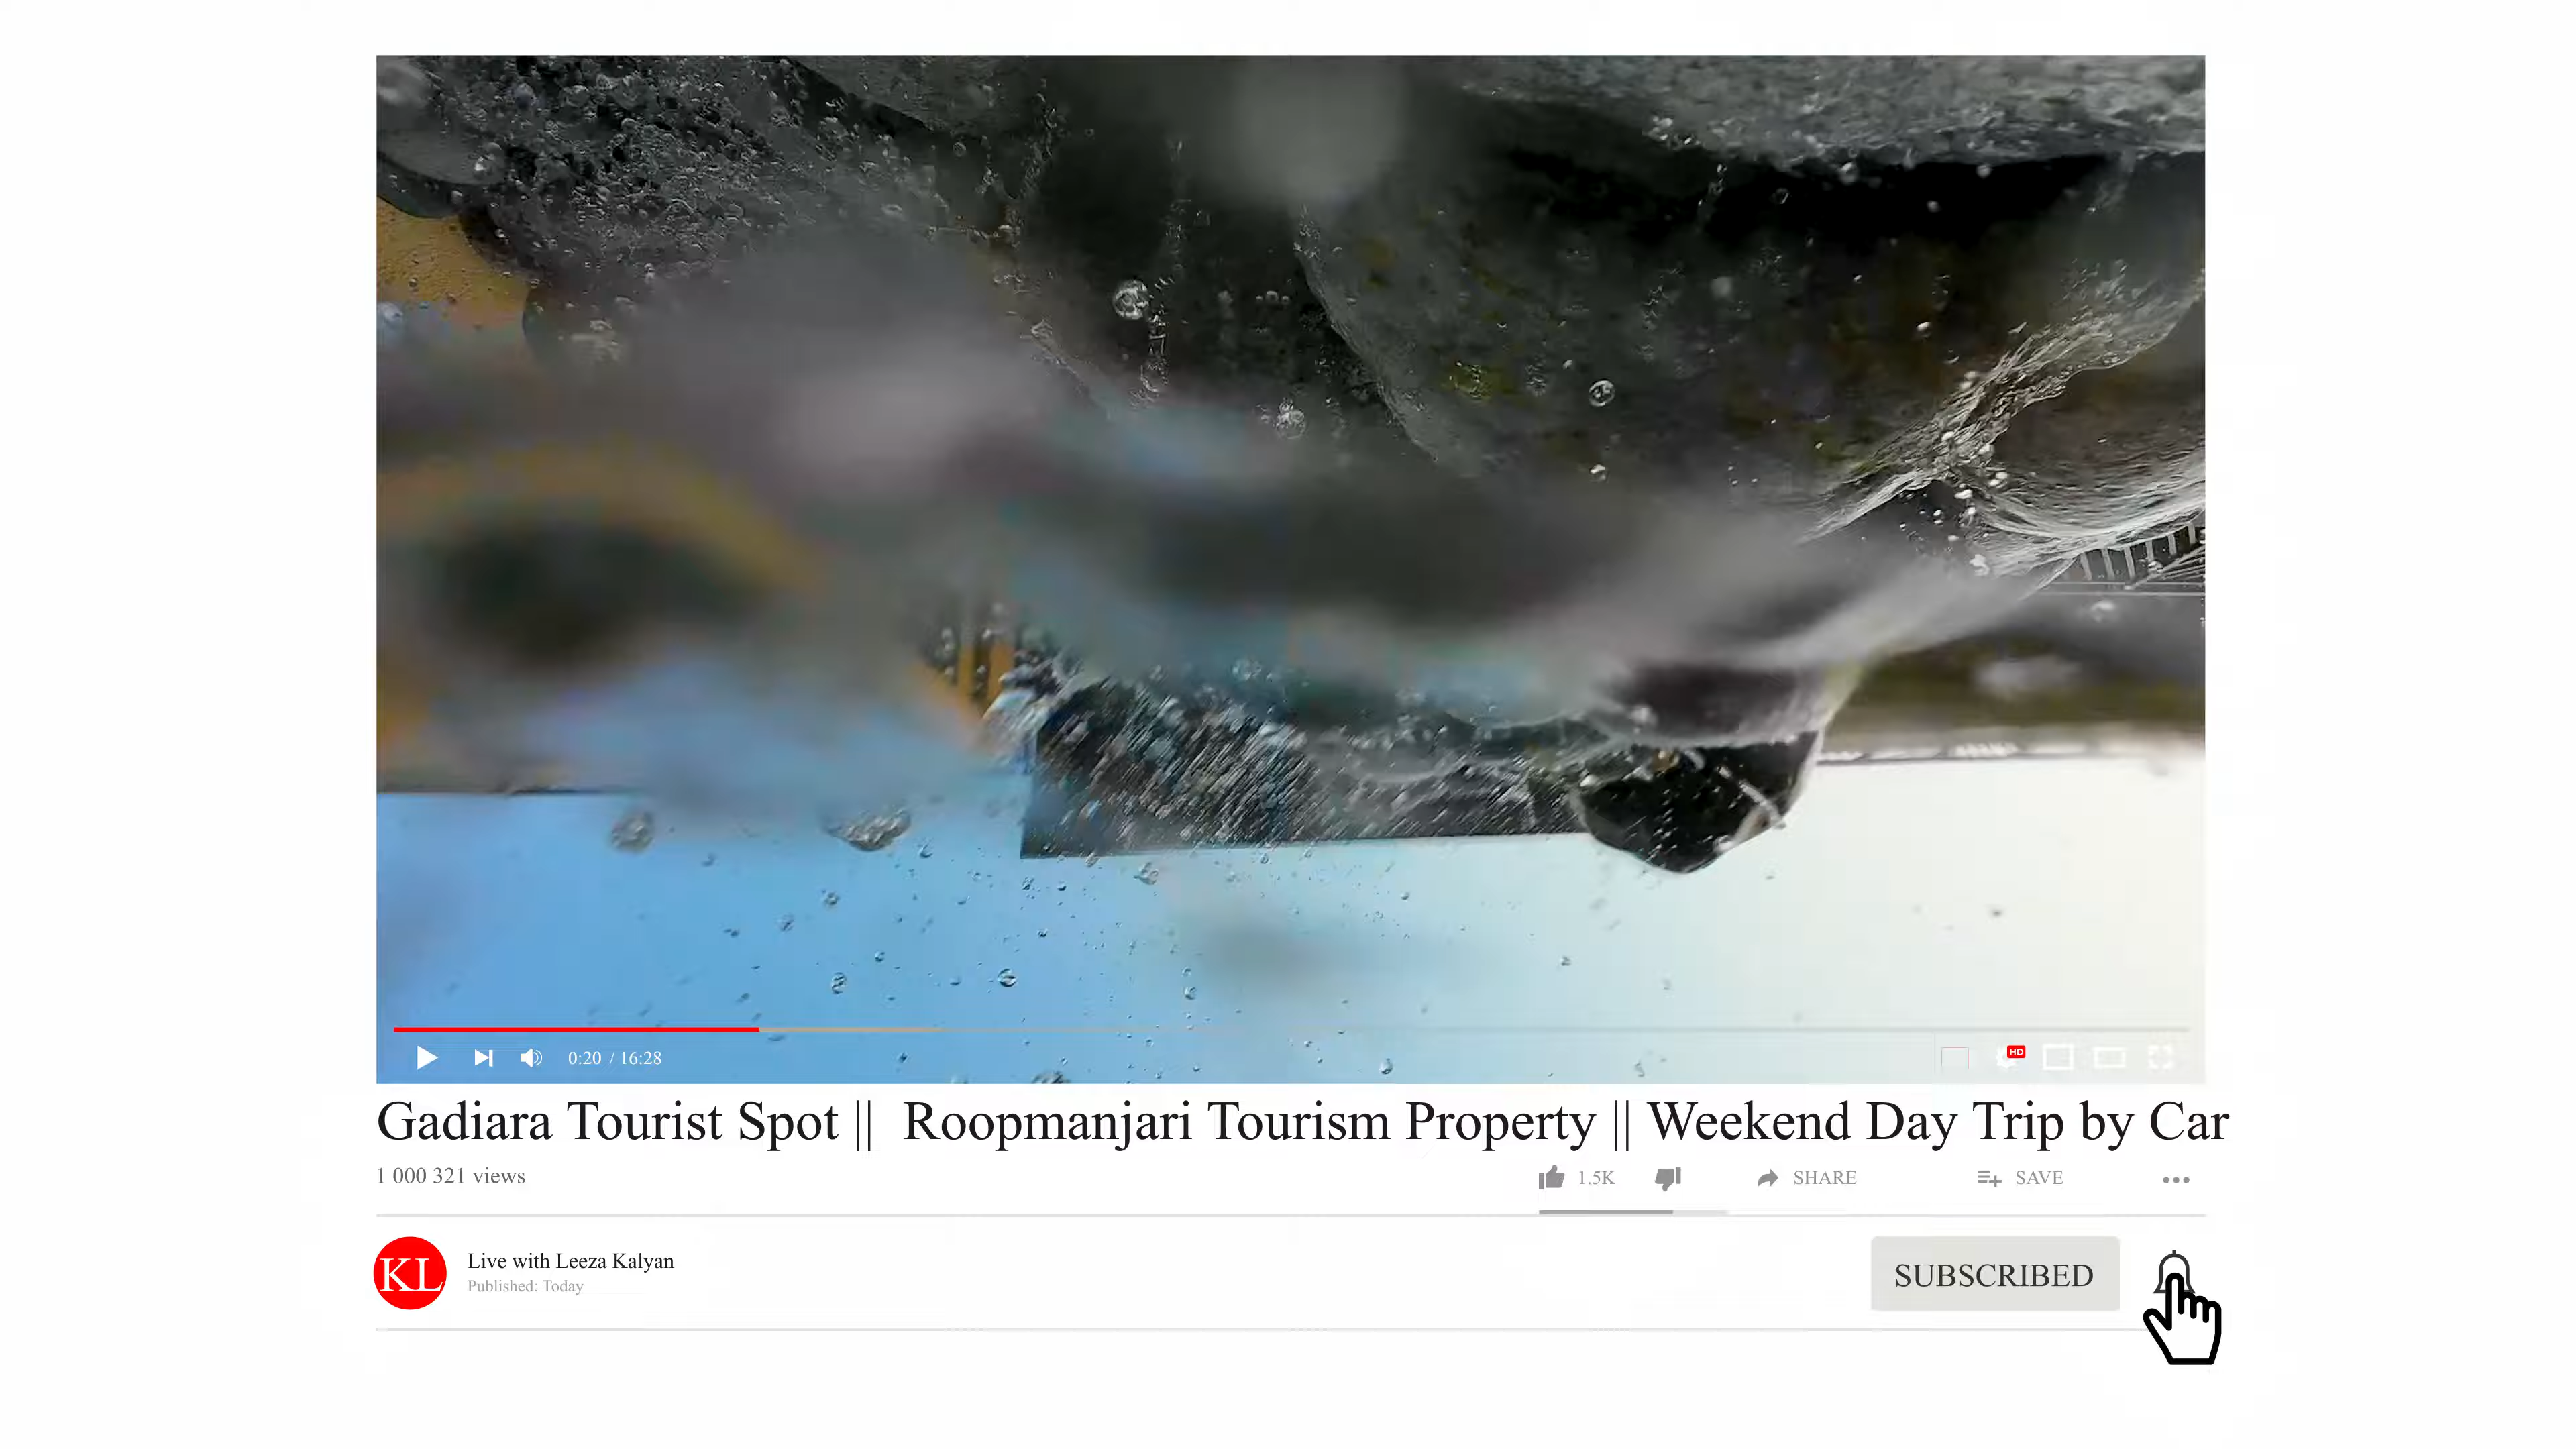 HD
0:20 / 16:28
Gadiara Tourist Spot || Roopmanjari Tourism Property || Weekend Day Trip by Car
1 000 321 views
1.5K
SHARE
SAVE
KL
Live with Leeza Kalyan
Published: Today
SUBSCRIBED